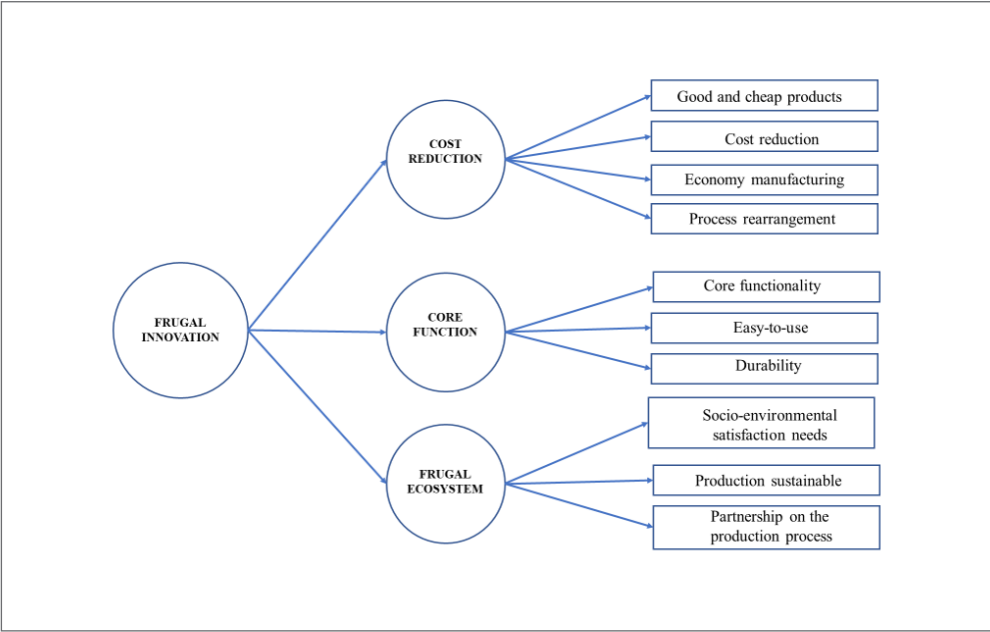 FRUGAL
INNOVATION
COST
REDUCTION
Good and cheap products
Cost reduction
Economy manufacturing
Process rearrangement
CORE
FUNCTION
Core functionality
Easy-to-use
Durability
FRUGAL
ECOSYSTEM
Socio-environmental
satisfaction needs
Production sustainable
Partnership on the
production process